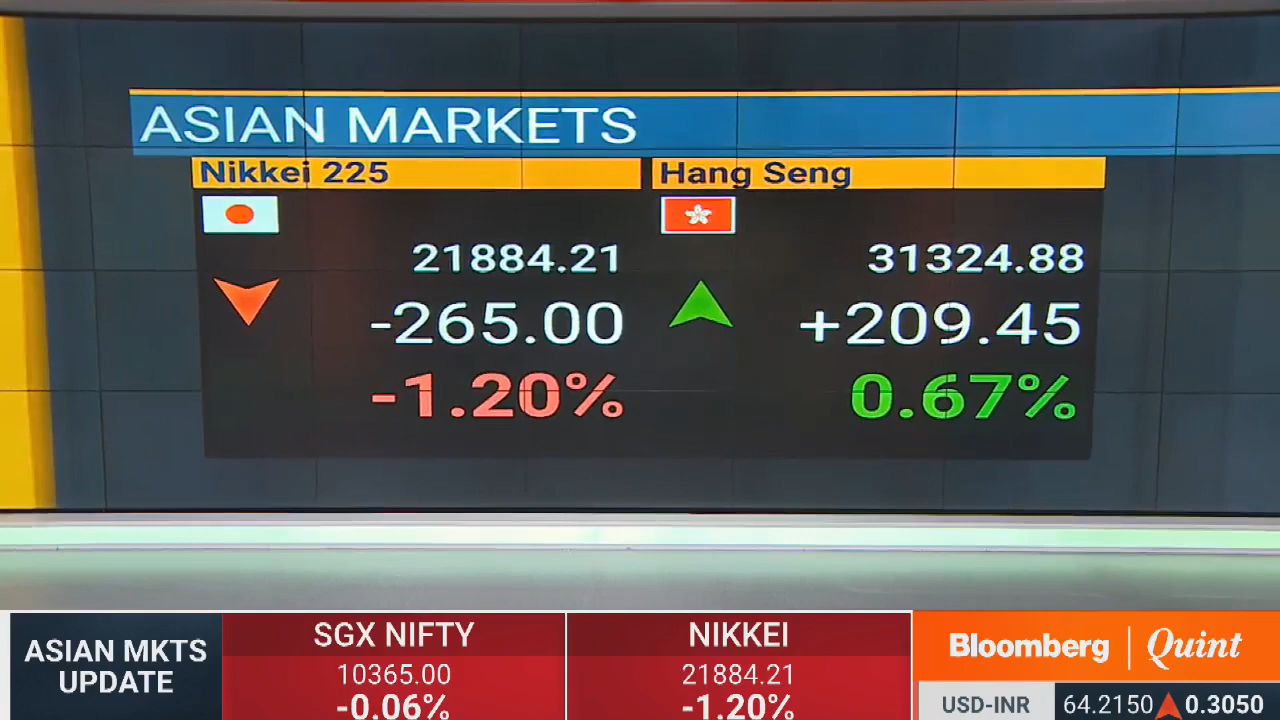 ASIAN MARKETS
Nikkei 225
21884.21
-265.00
-1.20%
Hang Seng
31324.88
+209.45
0.67%
ASIAN MKTS
UPDATE
SGX NIFTY
10365.00
-0.06%
NIKKEI
21884.21
-1.20%
Bloomberg | Quint
USD-INR 64.2150 0.3050